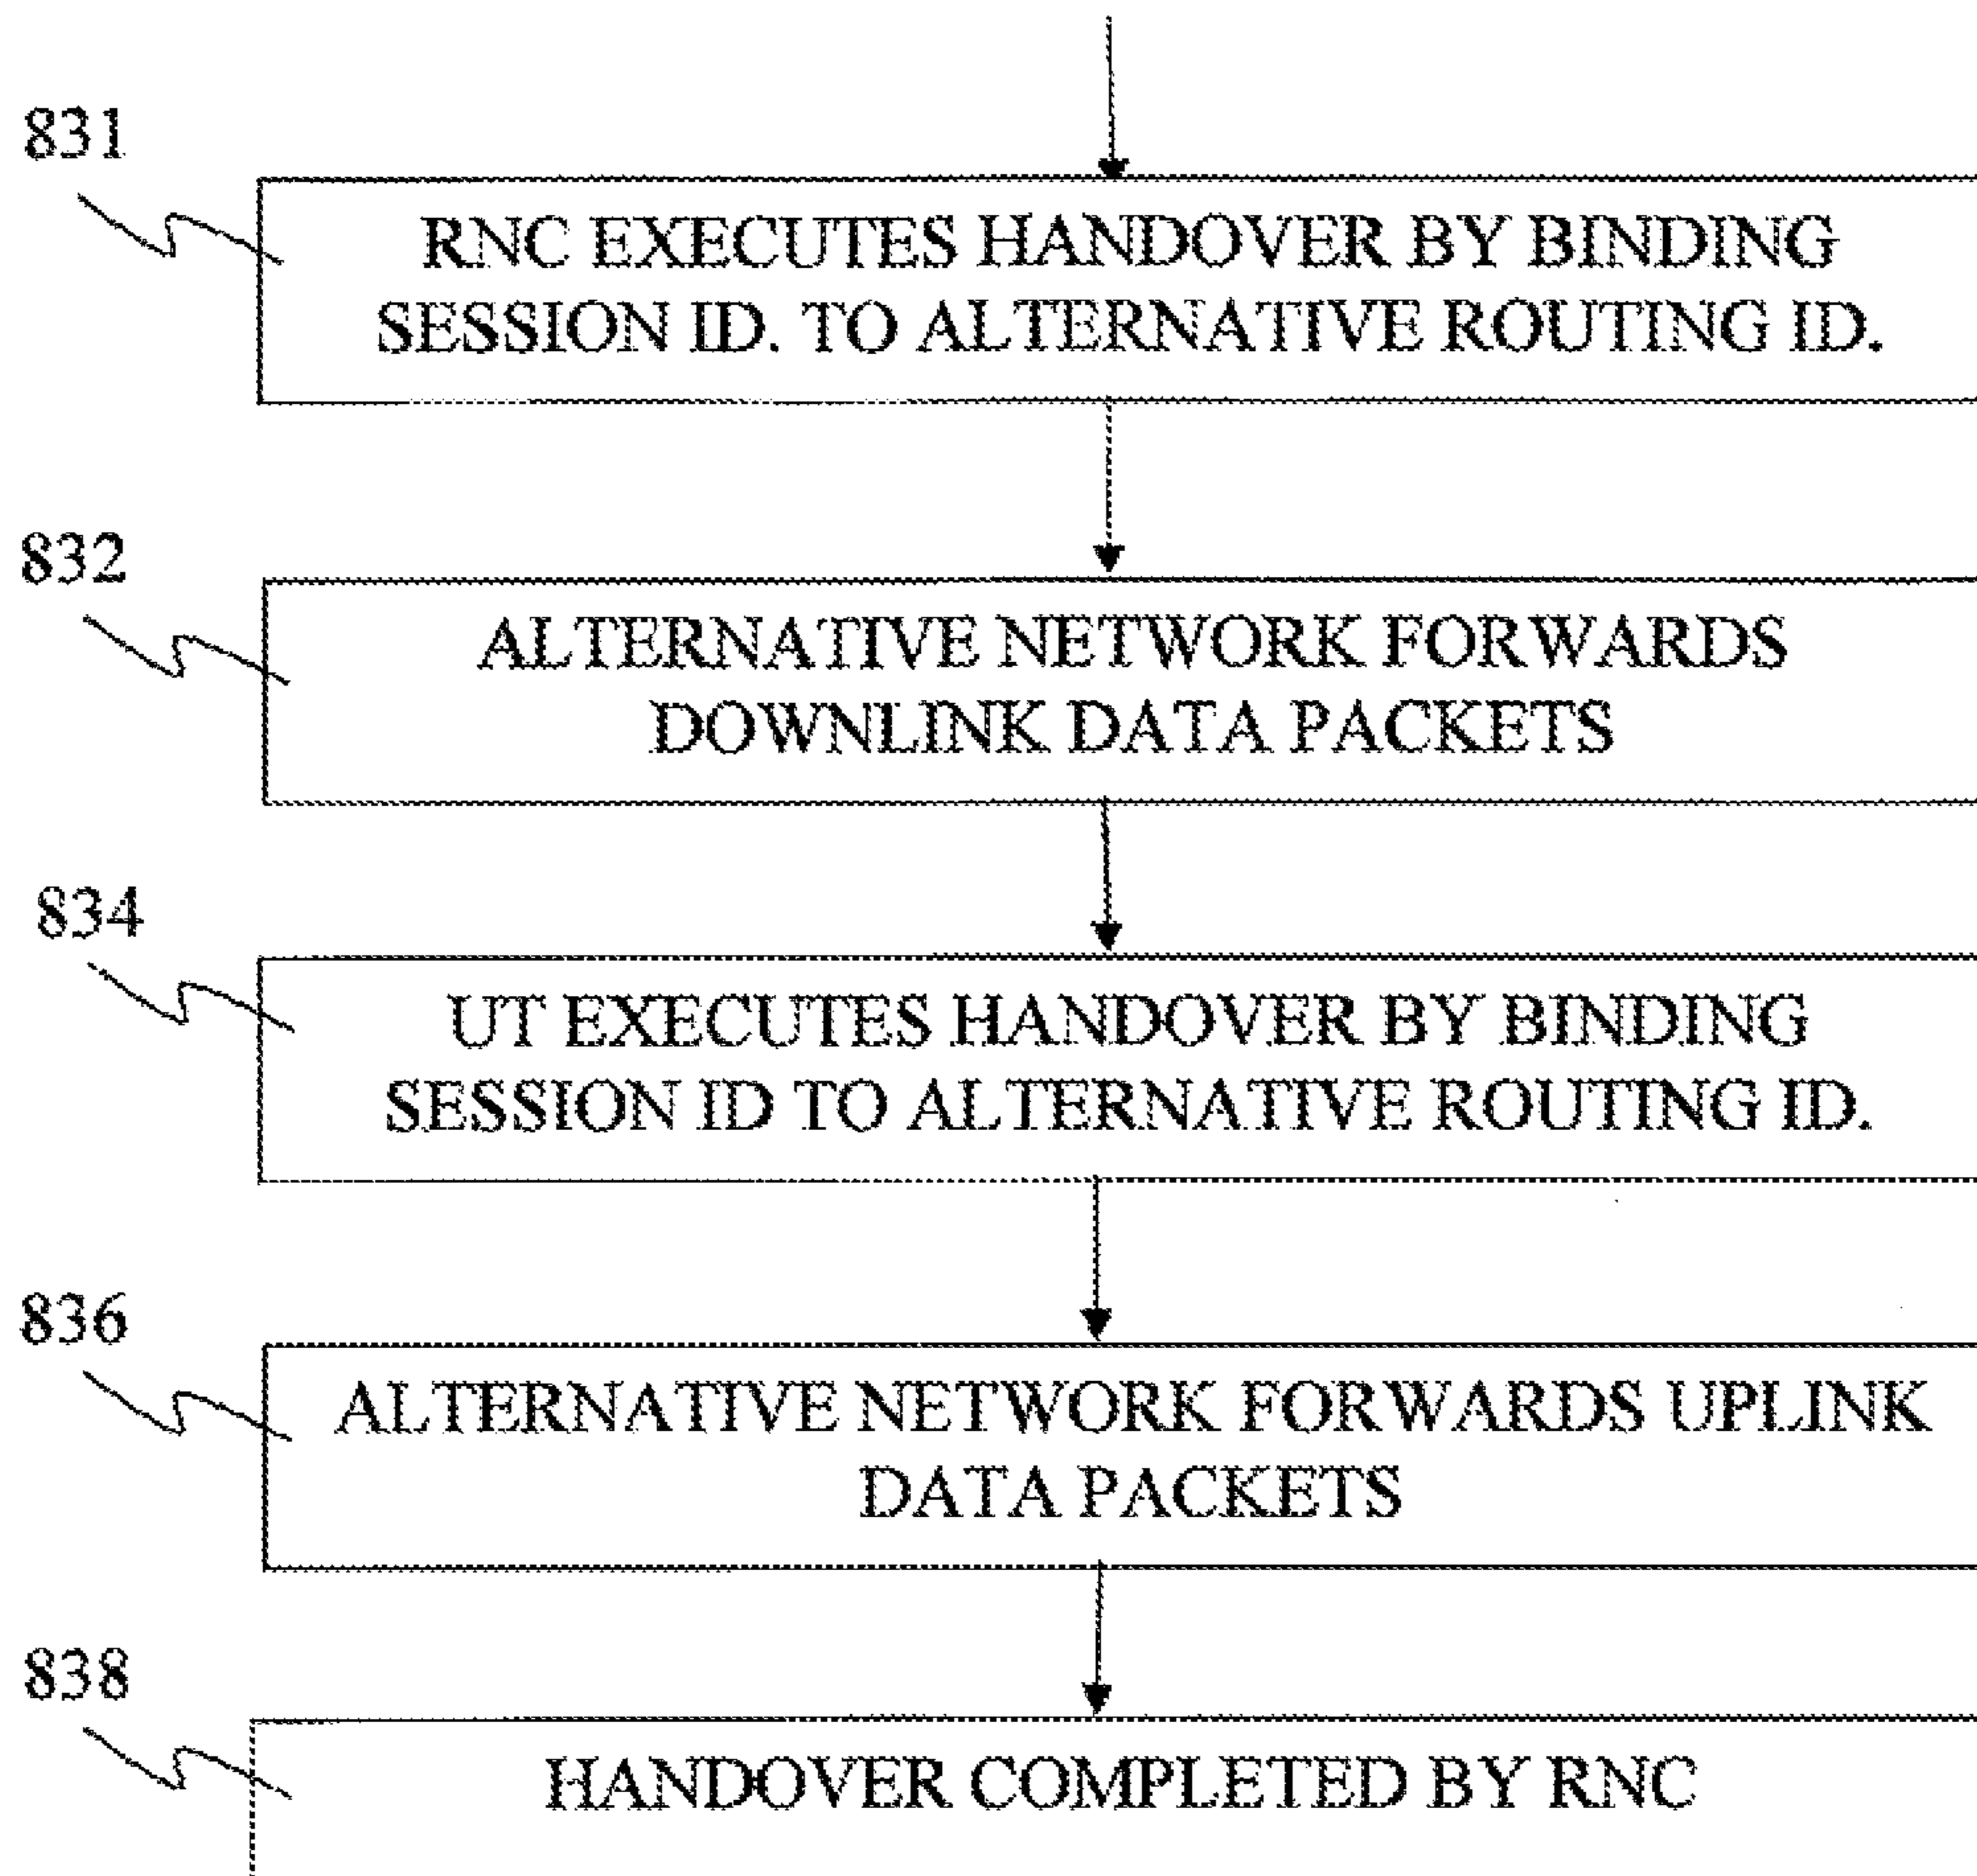 831
RNC EXECUTES HANDOVER BY BINDING
SESSION ID. TO ALTERNATIVE ROUTING ID.
832
ALTERNATIVE NETWORK FORWARDS
DOWNLINK DATA PACKETS
834
UT EXECUTES HANDOVER BY BINDING
SESSION ID TO ALTERNATIVE ROUTING ID.
836
ALTERNATIVE NETWORK FORWARDS UPLINK
DATA PACKETS
838
HANDOVER COMPLETED BY RNC